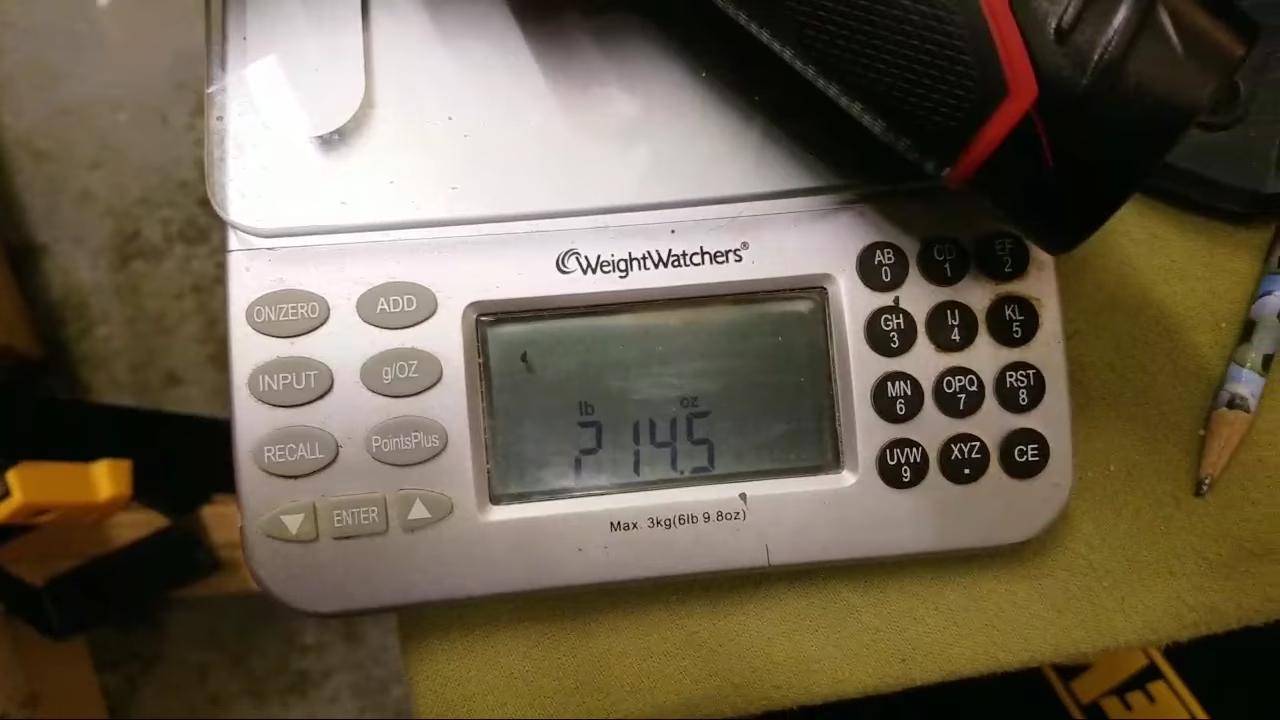 WeightWatchers®
ON/ZERO
ADD
INPUT
g/OZ
RECALL
PointsPlus
ENTER
lb oz
2 14.5
Max. 3kg(6lb 9.8oz)
AB
0
CD
1
EF
2
GH
3
IJ
4
KL
5
MN
6
OPQ
7
RST
8
UVW
9
XYZ
.
CE